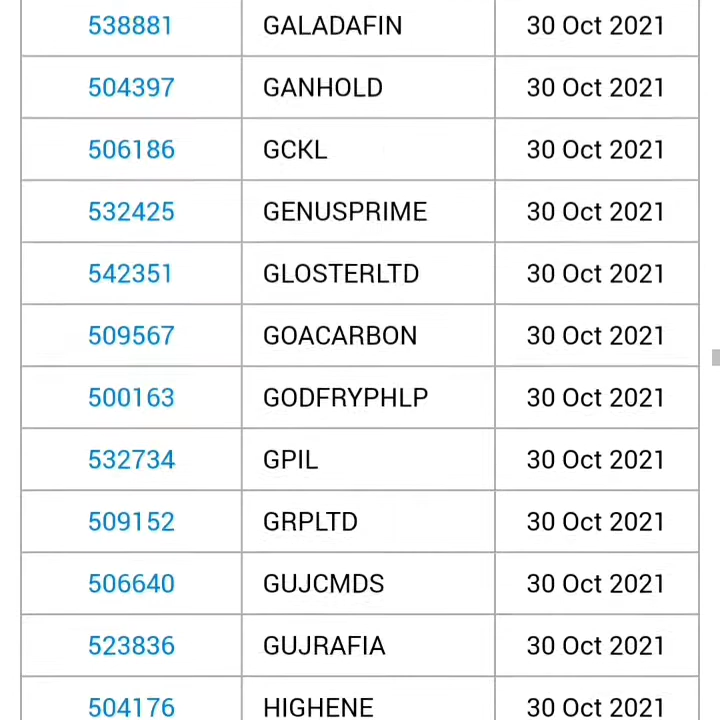 538881 GALADAFIN 30 Oct 2021
504397 GANHOLD 30 Oct 2021
506186 GCKL 30 Oct 2021
532425 GENUSPRIME 30 Oct 2021
542351 GLOSTERLTD 30 Oct 2021
509567 GOACARBON 30 Oct 2021
500163 GODFRYPHLP 30 Oct 2021
532734 GPIL 30 Oct 2021
509152 GRPLTD 30 Oct 2021
506640 GUJCMDS 30 Oct 2021
523836 GUJRAFIA 30 Oct 2021
504176 HIGHENE 30 Oct 2021